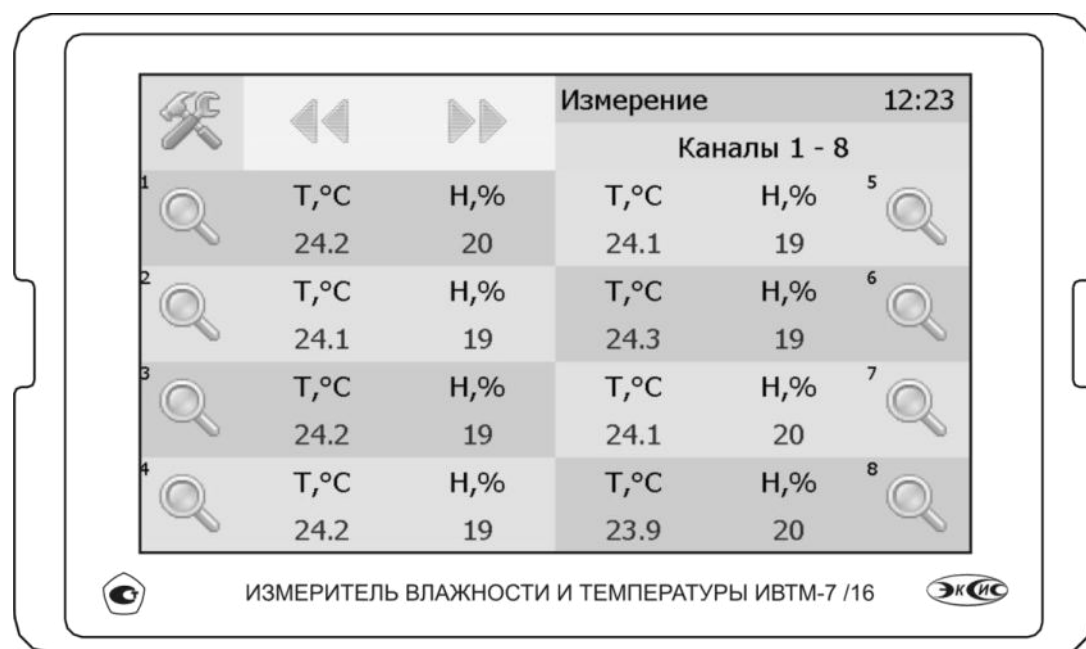 Измерение 12:23
Каналы 1 - 8
1 T,°C H,% T,°C H,% 5
24.2 20 24.1 19
2 T,°C H,% T,°C H,% 6
24.1 19 24.3 19
3 T,°C H,% T,°C H,% 7
24.2 19 24.1 20
4 T,°C H,% T,°C H,% 8
24.2 19 23.9 20
ИЗМЕРИТЕЛЬ ВЛАЖНОСТИ И ТЕМПЕРАТУРЫ ИВТМ-7 /16 ЭКСИС